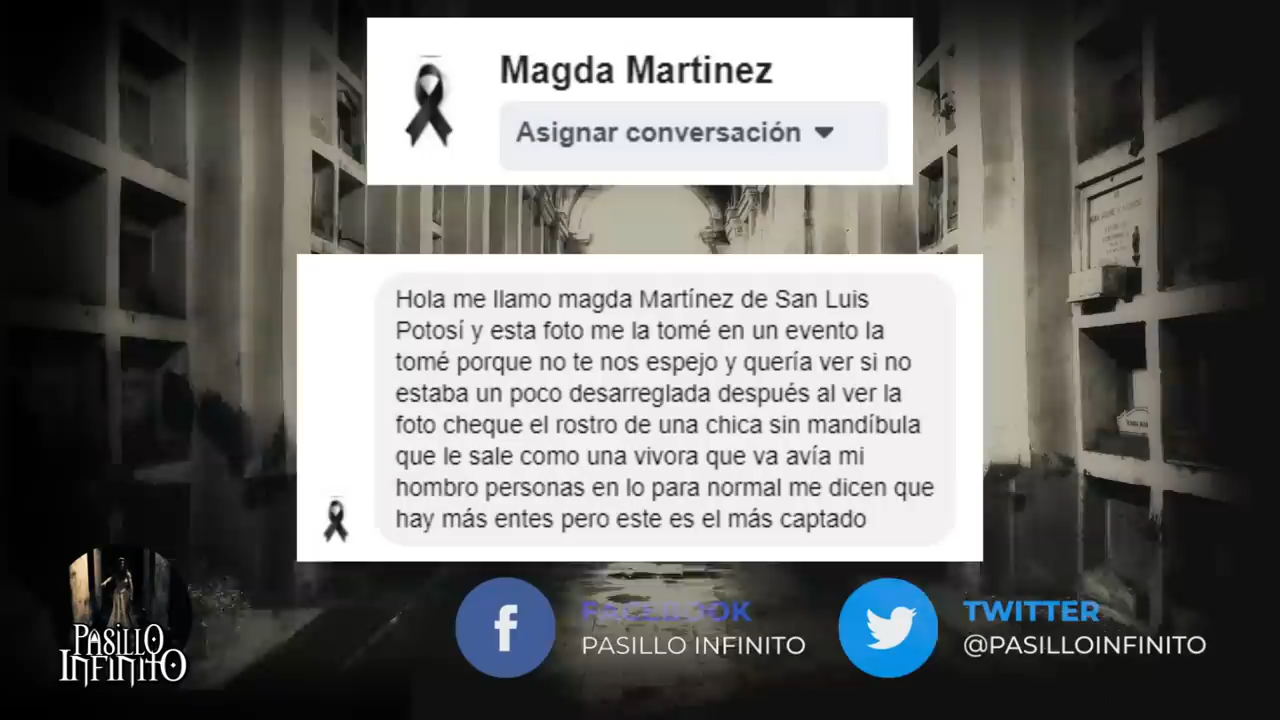 Magda Martinez
Asignar conversación
Hola me llamo magda Martínez de San Luis
Potosí y esta foto me la tomé en un evento la
tomé porque no te nos espejo y quería ver si no
estaba un poco desarreglada después al ver la
foto cheque el rostro de una chica sin mandíbula
que le sale como una vivora que va avía mi
hombro personas en lo para normal me dicen que
hay más entes pero este es el más captado
PASILLO
INFINITO
FACEBOOK
PASILLO INFINITO
TWITTER
@PASILLOINFINITO